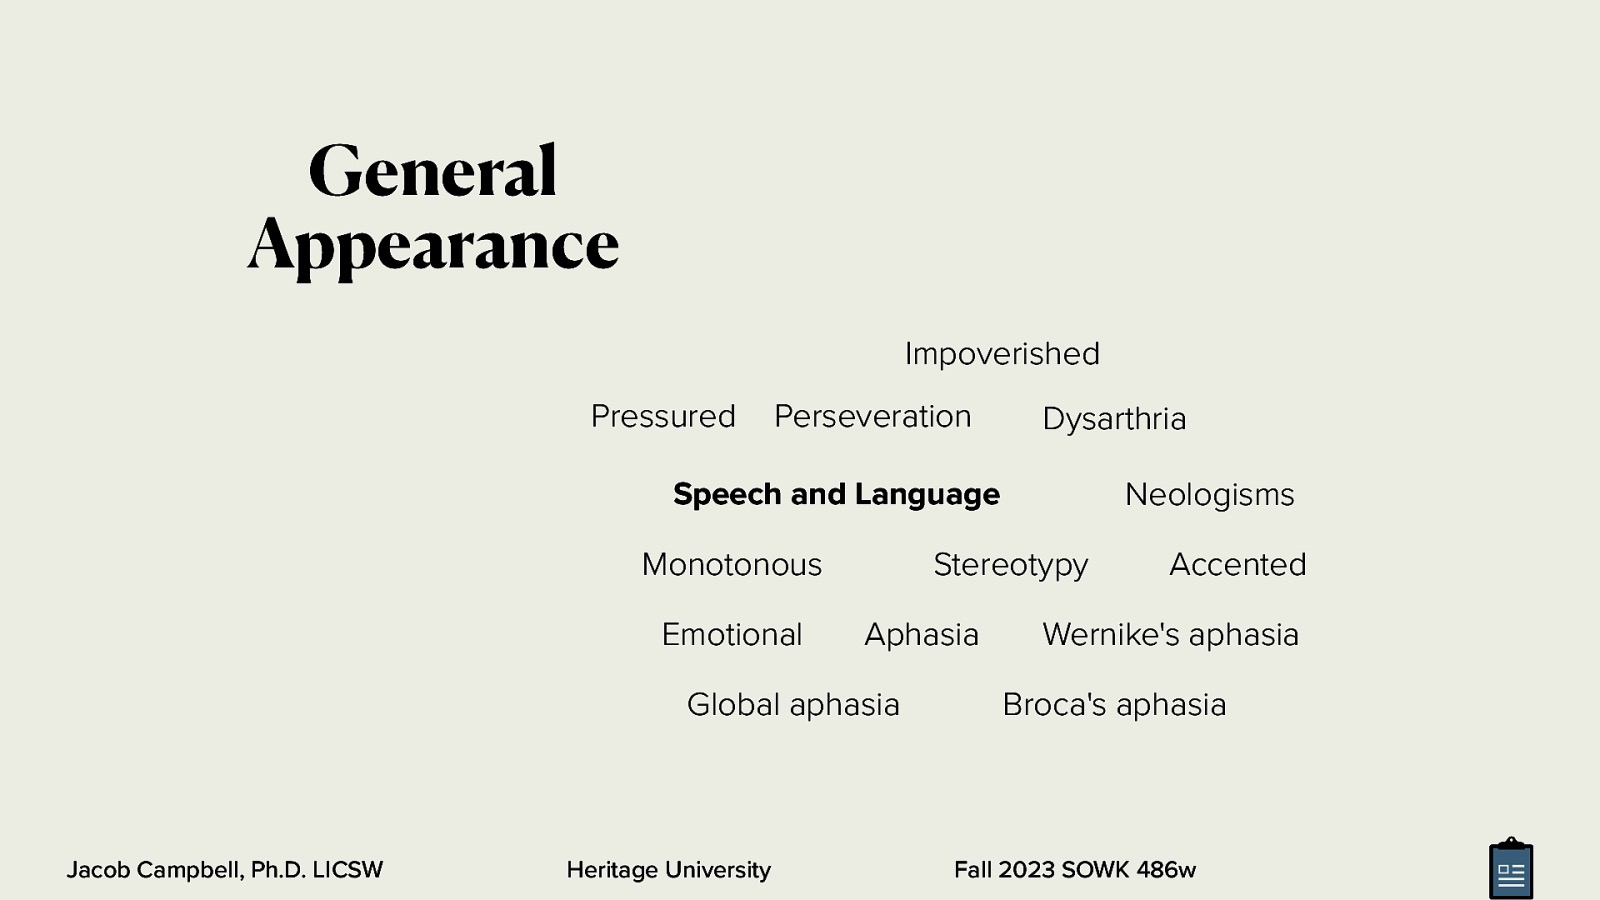 General
Appearance
Impoverished
Pressured Perseveration Dysarthria
Speech and Language Neologisms
Monotonous Stereotypy Accented
Emotional Aphasia Wernike's aphasia
Global aphasia Broca's aphasia
Jacob Campbell, Ph.D. LICSW Heritage University Fall 2023 SOWK 486w